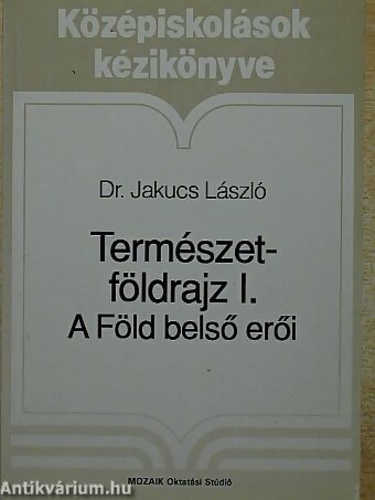 Középiskolások
kézikönyve
Dr. Jakucs László
Természet-
földrajz I.
A Föld belső erői
MOZAIK Oktatási Stúdió
Antikvárium.hu